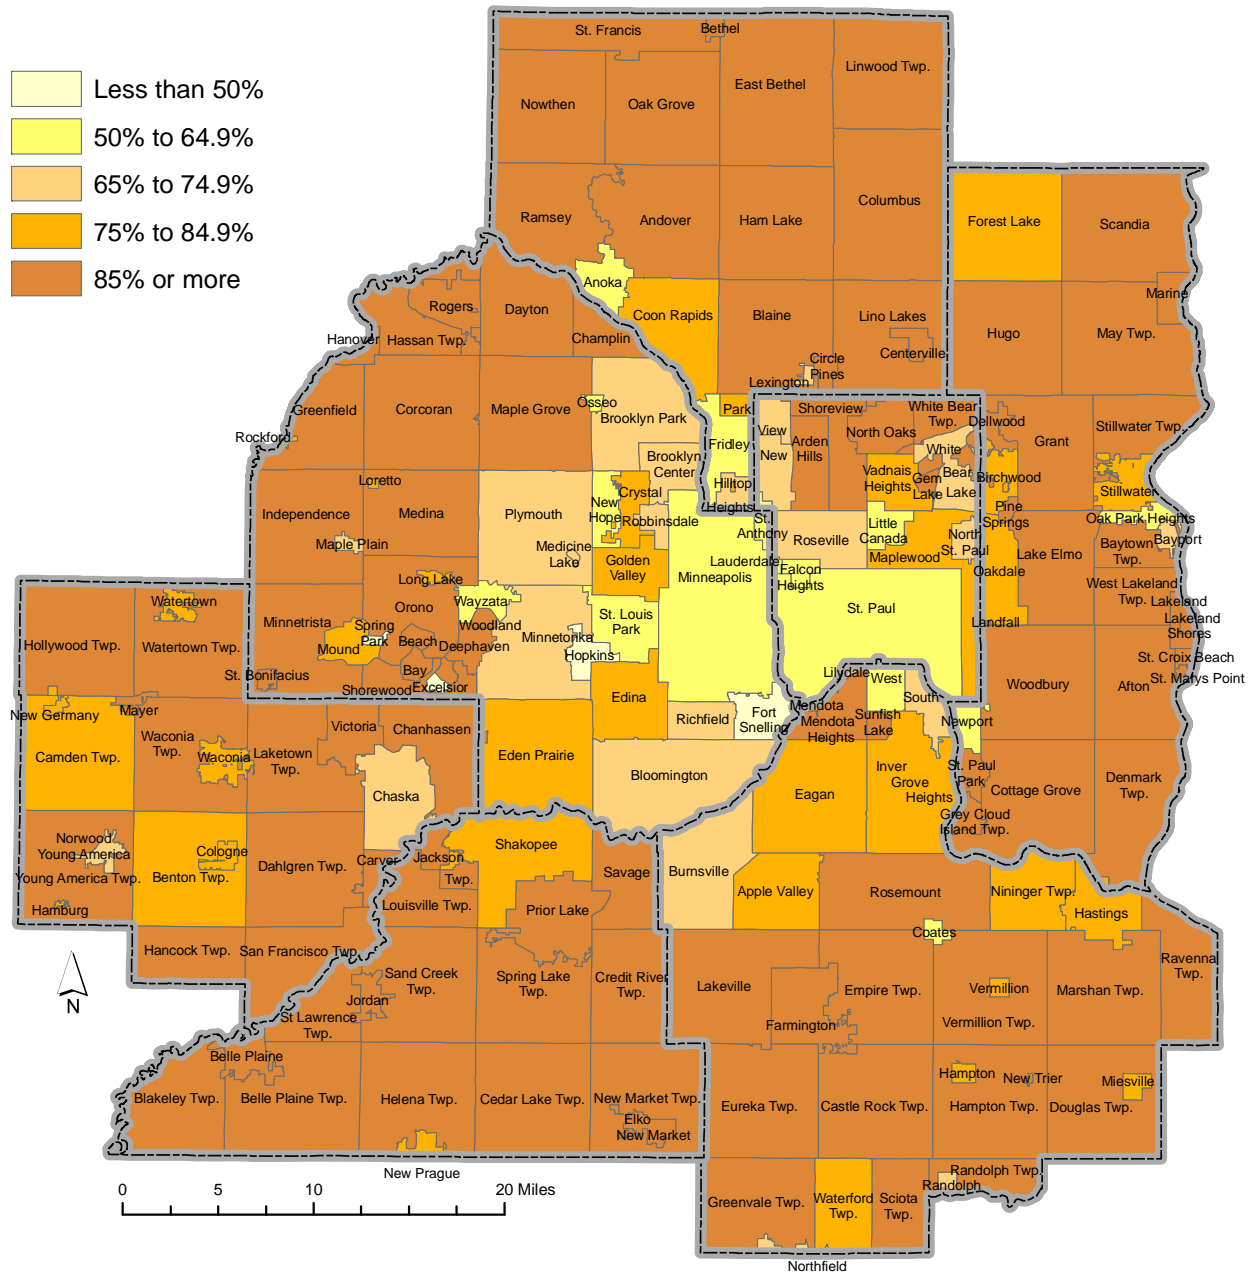 St. Francis
Bethel
Linwood Twp.
East Bethel
Less than 50%
Nowthen
Oak Grove
50% to 64.9%
65% to 74.9%
Columbus
Ramsey
Andover
Ham Lake
Forest Lake
Scandia
75% to 84.9%
85% or more
Anoka
Marine
Rogers
Dayton
Coon Rapids
Blaine
Lino Lakes
Hugo
May Twp.
Hanover
Hassan Twp.
Champlin
Centerville
Circle
Pines
Lexington
Greenfield
Corcoran
Maple Grove
Osseo
Brooklyn Park
Park
Shoreview
White Bear
Twp.
Dellwood
Stillwater Twp.
Rockford
Fridley
View
New
Arden
Hills
North Oaks
White
Bear
Lake
Grant
Brooklyn
Center
Vadnais
Heights
Gem
Lake
Birchwood
Loretto
Crystal
Hilltop
Stillwater
Independence
Medina
Plymouth
New
Hope
Robbinsdale
Heights
St.
Anthony
Little
Canada
Pine
Springs
Oak Park Heights
Maple Plain
Medicine
Lake
Roseville
North
St. Paul
Lake Elmo
Baytown
Twp.
Bayport
Golden
Valley
Lauderdale
Minneapolis
Falcon
Heights
Maplewood
Oakdale
Long Lake
West Lakeland
Twp.
Lakeland
Watertown
Orono
Wayzata
St. Louis
Park
St. Paul
Landfall
Lakeland
Shores
Minnetrista
Spring
Park
Woodland
Hollywood Twp.
Watertown Twp.
Mound
Beach
Deephaven
Minnetonka
Hopkins
St. Croix Beach
St. Bonifacius
Bay
Shorewood
Excelsior
Lilydale
West
Woodbury
Afton
St. Marys Point
New Germany
Mayer
Edina
South
Victoria
Chanhassen
Richfield
Fort
Snelling
Mendota
Mendota
Heights
Sunfish
Lake
Newport
Camden Twp.
Waconia
Twp.
Waconia
Laketown
Twp.
Eden Prairie
Bloomington
Inver
Grove
Heights
St. Paul
Park
Cottage Grove
Denmark
Twp.
Chaska
Eagan
Grey Cloud
Island Twp.
Norwood
Young America
Cologne
Shakopee
Young America Twp.
Benton Twp.
Dahlgren Twp.
Carver
Jackson
Twp.
Savage
Burnsville
Apple Valley
Rosemount
Nininger Twp.
Hastings
Hamburg
Louisville Twp.
Prior Lake
Coates
Hancock Twp.
San Francisco Twp.
Ravenna
Twp.
Sand Creek
Twp.
Spring Lake
Twp.
Credit River
Twp.
Lakeville
Empire Twp.
Vermillion
Marshan Twp.
N
Jordan
St Lawrence
Twp.
Farmington
Vermillion Twp.
Belle Plaine
Hampton
New Trier
Miesville
Blakeley Twp.
Belle Plaine Twp.
Helena Twp.
Cedar Lake Twp.
New Market Twp.
Elko
New Market
Eureka Twp.
Castle Rock Twp.
Hampton Twp.
Douglas Twp.
New Prague
Randolph Twp.
Randolph
0 5 10 20 Miles
Greenvale Twp.
Waterford
Twp.
Sciota
Twp.
Northfield